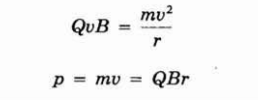 QvB = mv²/r
p = mv = QBr